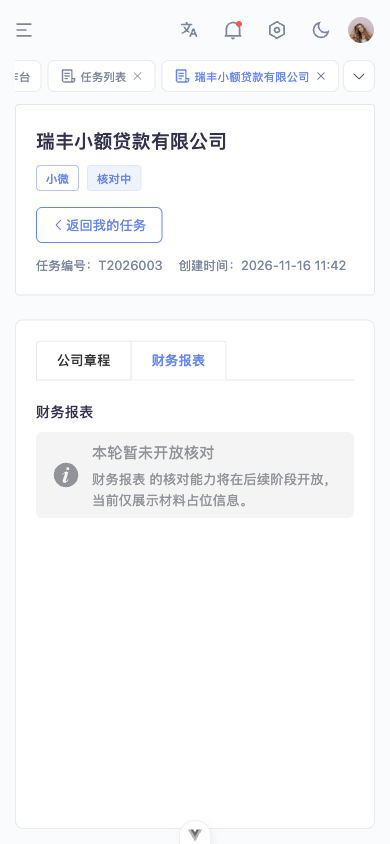 作台
任务列表
瑞丰小额贷款有限公司
瑞丰小额贷款有限公司
小微
核对中
返回我的任务
任务编号：T2026003 创建时间：2026-11-16 11:42
公司章程
财务报表
财务报表
本轮暂未开放核对
财务报表 的核对能力将在后续阶段开放，
当前仅展示材料占位信息。